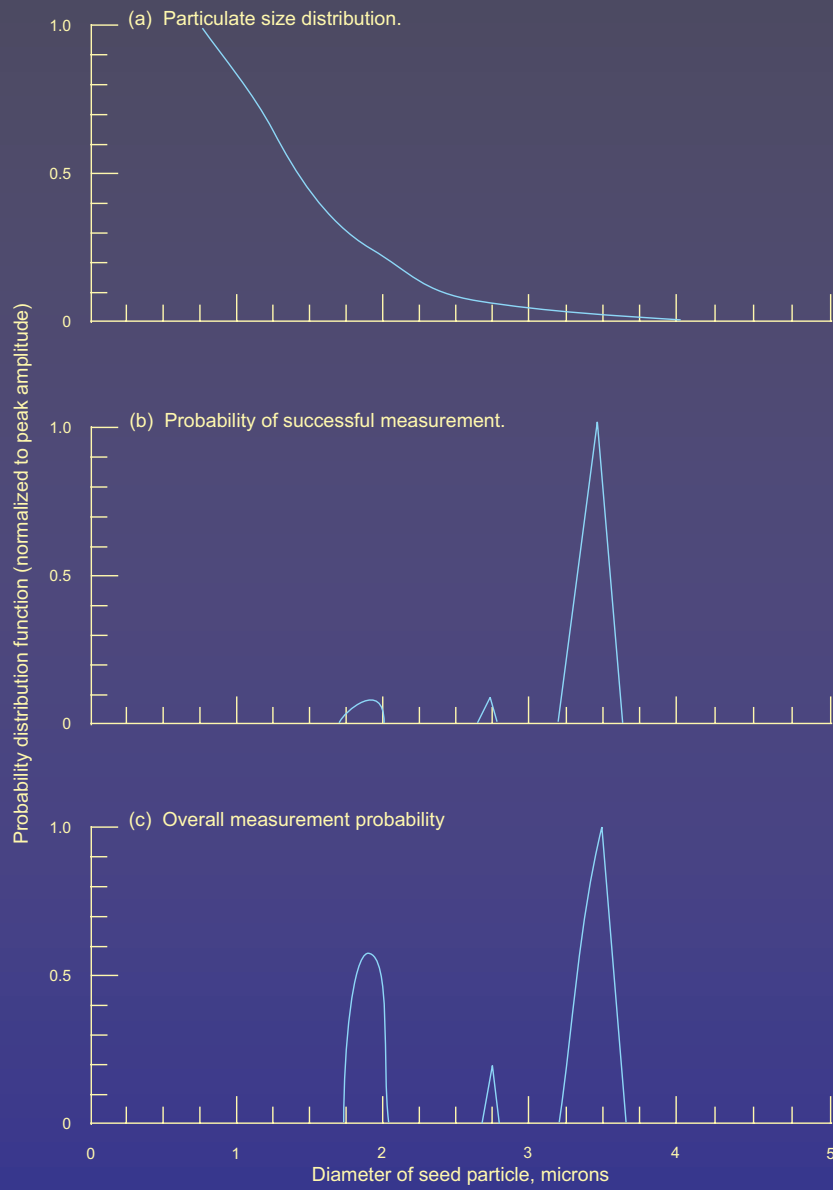 (a) Particulate size distribution.
1.0
0.5
0
(b) Probability of successful measurement.
1.0
0.5
0
(c) Overall measurement probability
1.0
0.5
0
0 1 2 3 4 5
Diameter of seed particle, microns
Probability distribution function (normalized to peak amplitude)